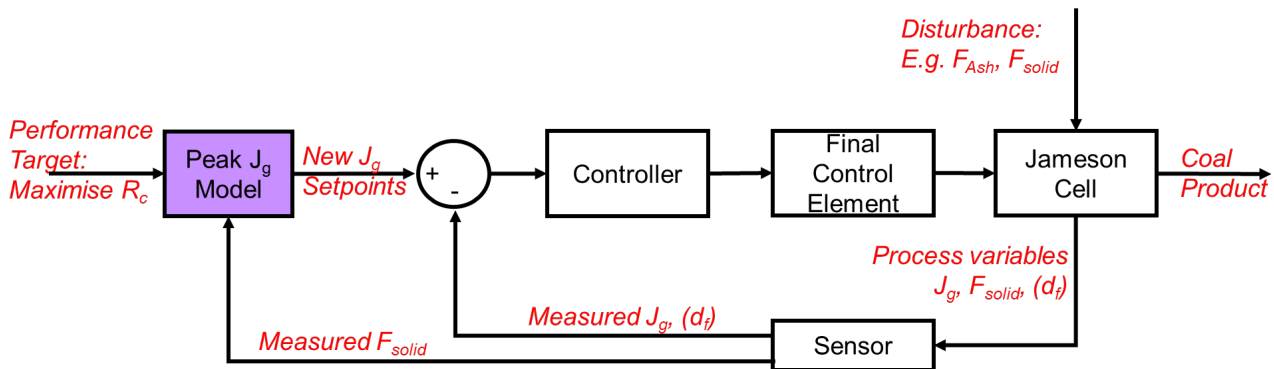 Disturbance:
E.g. F_Ash, F_solid
Performance
Target:
Maximise R_c
Peak J_g
Model
New J_g
Setpoints
+
-
Controller
Final
Control
Element
Jameson
Cell
Coal
Product
Process variables
J_g, F_solid, (d_f)
Measured J_g, (d_f)
Measured F_solid
Sensor